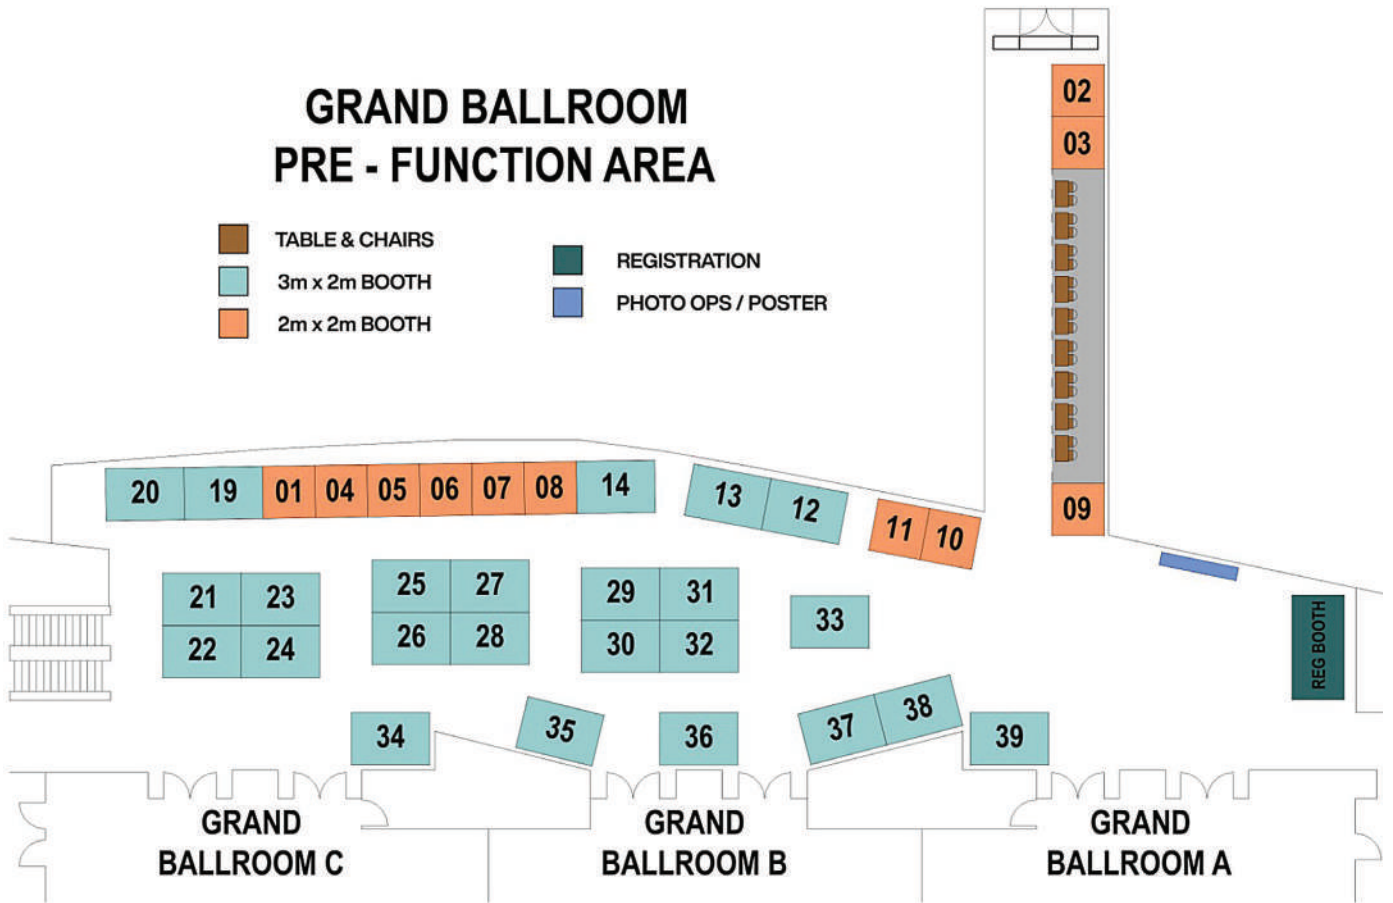 GRAND BALLROOM
PRE - FUNCTION AREA
TABLE & CHAIRS
3m x 2m BOOTH
2m x 2m BOOTH
REGISTRATION
PHOTO OPS / POSTER
02
03
09
20 19 01 04 05 06 07 08 14
13 12
11 10
21 23
22 24
25 27
26 28
29 31
30 32
33
REG BOOTH
34
35
36
37 38
39
GRAND
BALLROOM C
GRAND
BALLROOM B
GRAND
BALLROOM A